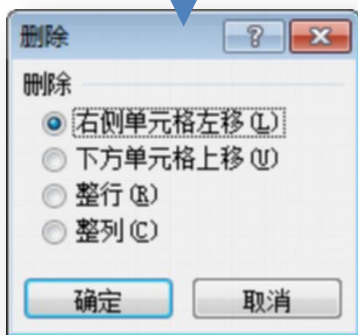 删除
删除
右侧单元格左移(L)
下方单元格上移(U)
整行(R)
整列(C)
确定
取消